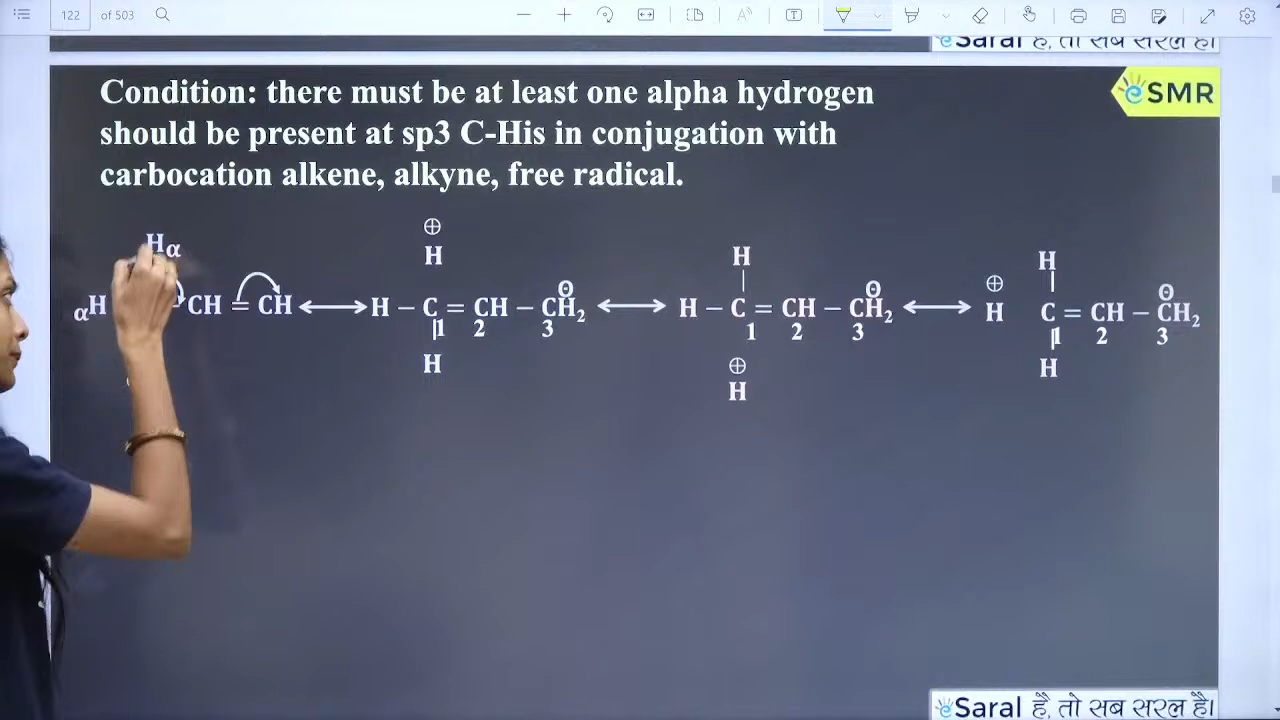 122 of 503
eSaral है, तो सब सरल है।
Condition: there must be at least one alpha hydrogen
should be present at sp3 C-His in conjugation with
carbocation alkene, alkyne, free radical.
eSMR
Hα
⊕
H
H
H
⊕
H
αH CH = CH ⟷ H – C = CH – CH₂ ⟷ H – C = CH – CH₂ ⟷ H C = CH – CH₂
⊖ ⊖ ⊖
1 2 3 1 2 3 1 2 3
H
⊕
H
H
eSaral है, तो सब सरल है।